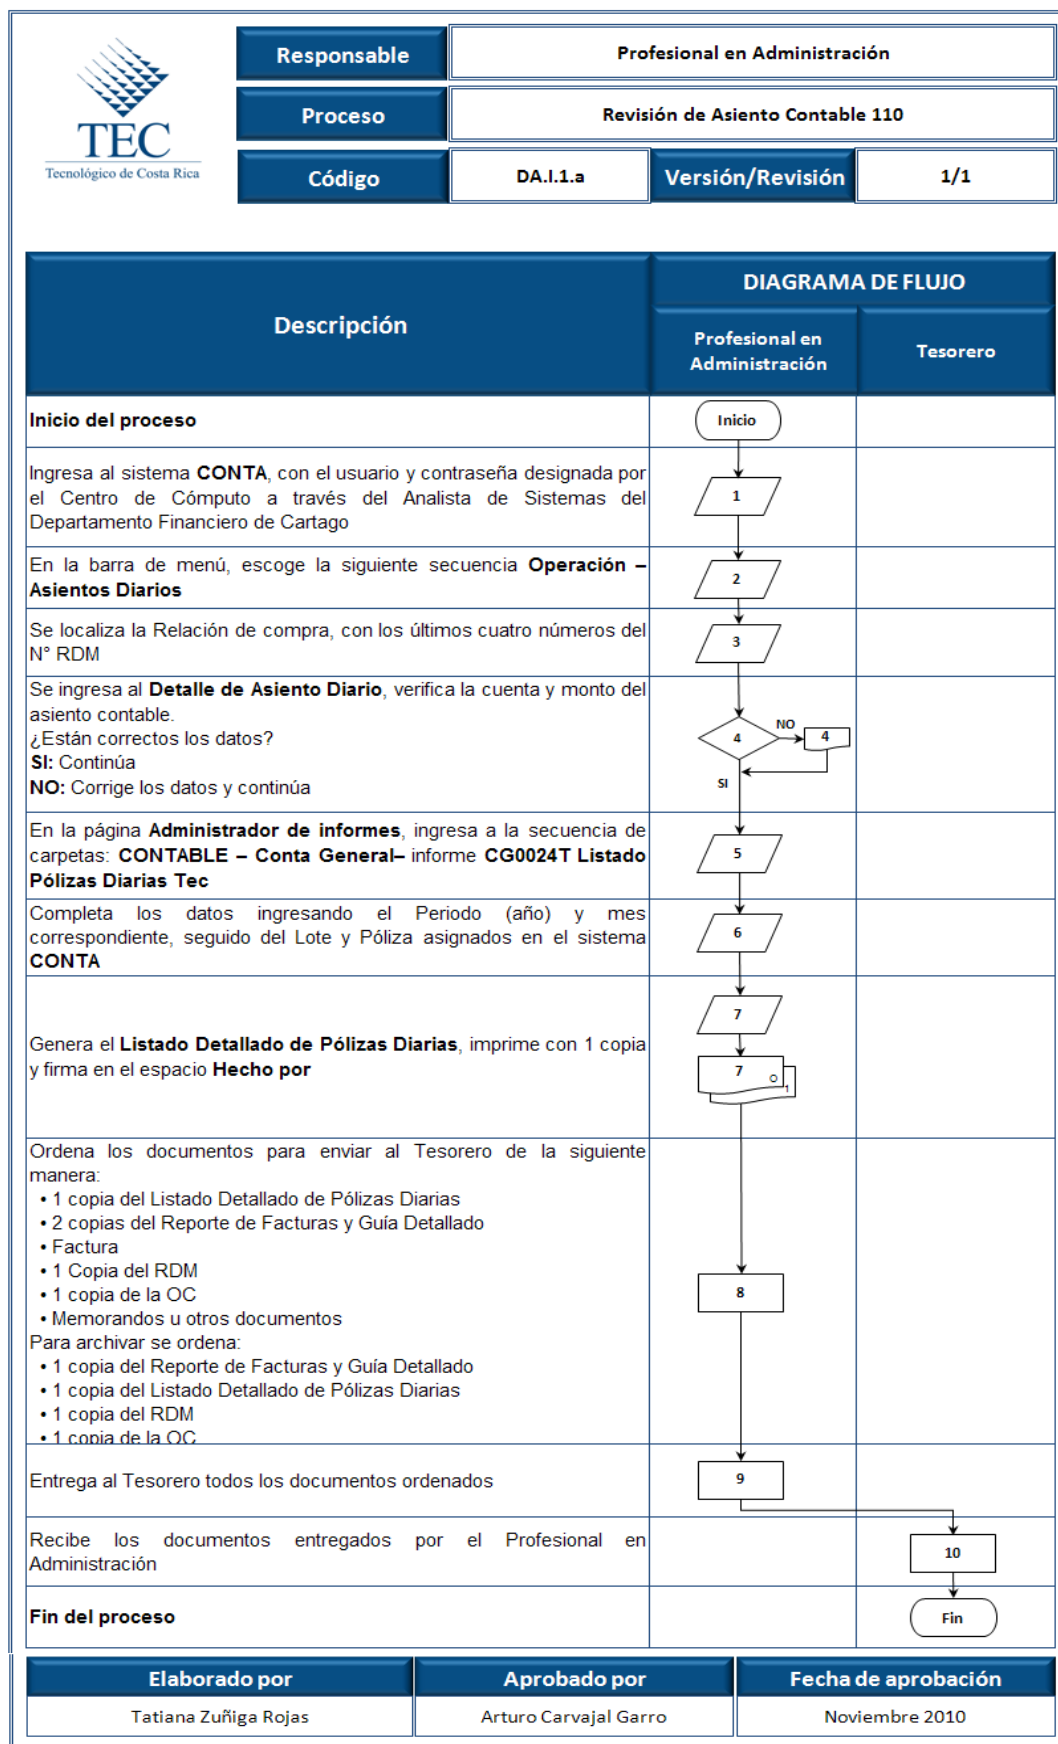 TEC
Tecnológico de Costa Rica
Responsable
Profesional en Administración
Proceso
Revisión de Asiento Contable 110
Código
DA.I.1.a
Versión/Revisión
1/1
Descripción
DIAGRAMA DE FLUJO
Profesional en
Administración
Tesorero
Inicio del proceso
Inicio
Ingresa al sistema CONTA, con el usuario y contraseña designada por
el Centro de Cómputo a través del Analista de Sistemas del
Departamento Financiero de Cartago
1
En la barra de menú, escoge la siguiente secuencia Operación –
Asientos Diarios
2
Se localiza la Relación de compra, con los últimos cuatro números del
N° RDM
3
Se ingresa al Detalle de Asiento Diario, verifica la cuenta y monto del
asiento contable.
¿Están correctos los datos?
SI: Continúa
NO: Corrige los datos y continúa
4
NO
4
SI
En la página Administrador de informes, ingresa a la secuencia de
carpetas: CONTABLE – Conta General– informe CG0024T Listado
Pólizas Diarias Tec
5
Completa los datos ingresando el Periodo (año) y mes
correspondiente, seguido del Lote y Póliza asignados en el sistema
CONTA
6
Genera el Listado Detallado de Pólizas Diarias, imprime con 1 copia
y firma en el espacio Hecho por
7
7
O
1
Ordena los documentos para enviar al Tesorero de la siguiente
manera:
• 1 copia del Listado Detallado de Pólizas Diarias
• 2 copias del Reporte de Facturas y Guía Detallado
• Factura
• 1 Copia del RDM
• 1 copia de la OC
• Memorandos u otros documentos
Para archivar se ordena:
• 1 copia del Reporte de Facturas y Guía Detallado
• 1 copia del Listado Detallado de Pólizas Diarias
• 1 copia del RDM
• 1 copia de la OC
8
Entrega al Tesorero todos los documentos ordenados
9
Recibe los documentos entregados por el Profesional en
Administración
10
Fin del proceso
Fin
Elaborado por
Aprobado por
Fecha de aprobación
Tatiana Zuñiga Rojas
Arturo Carvajal Garro
Noviembre 2010